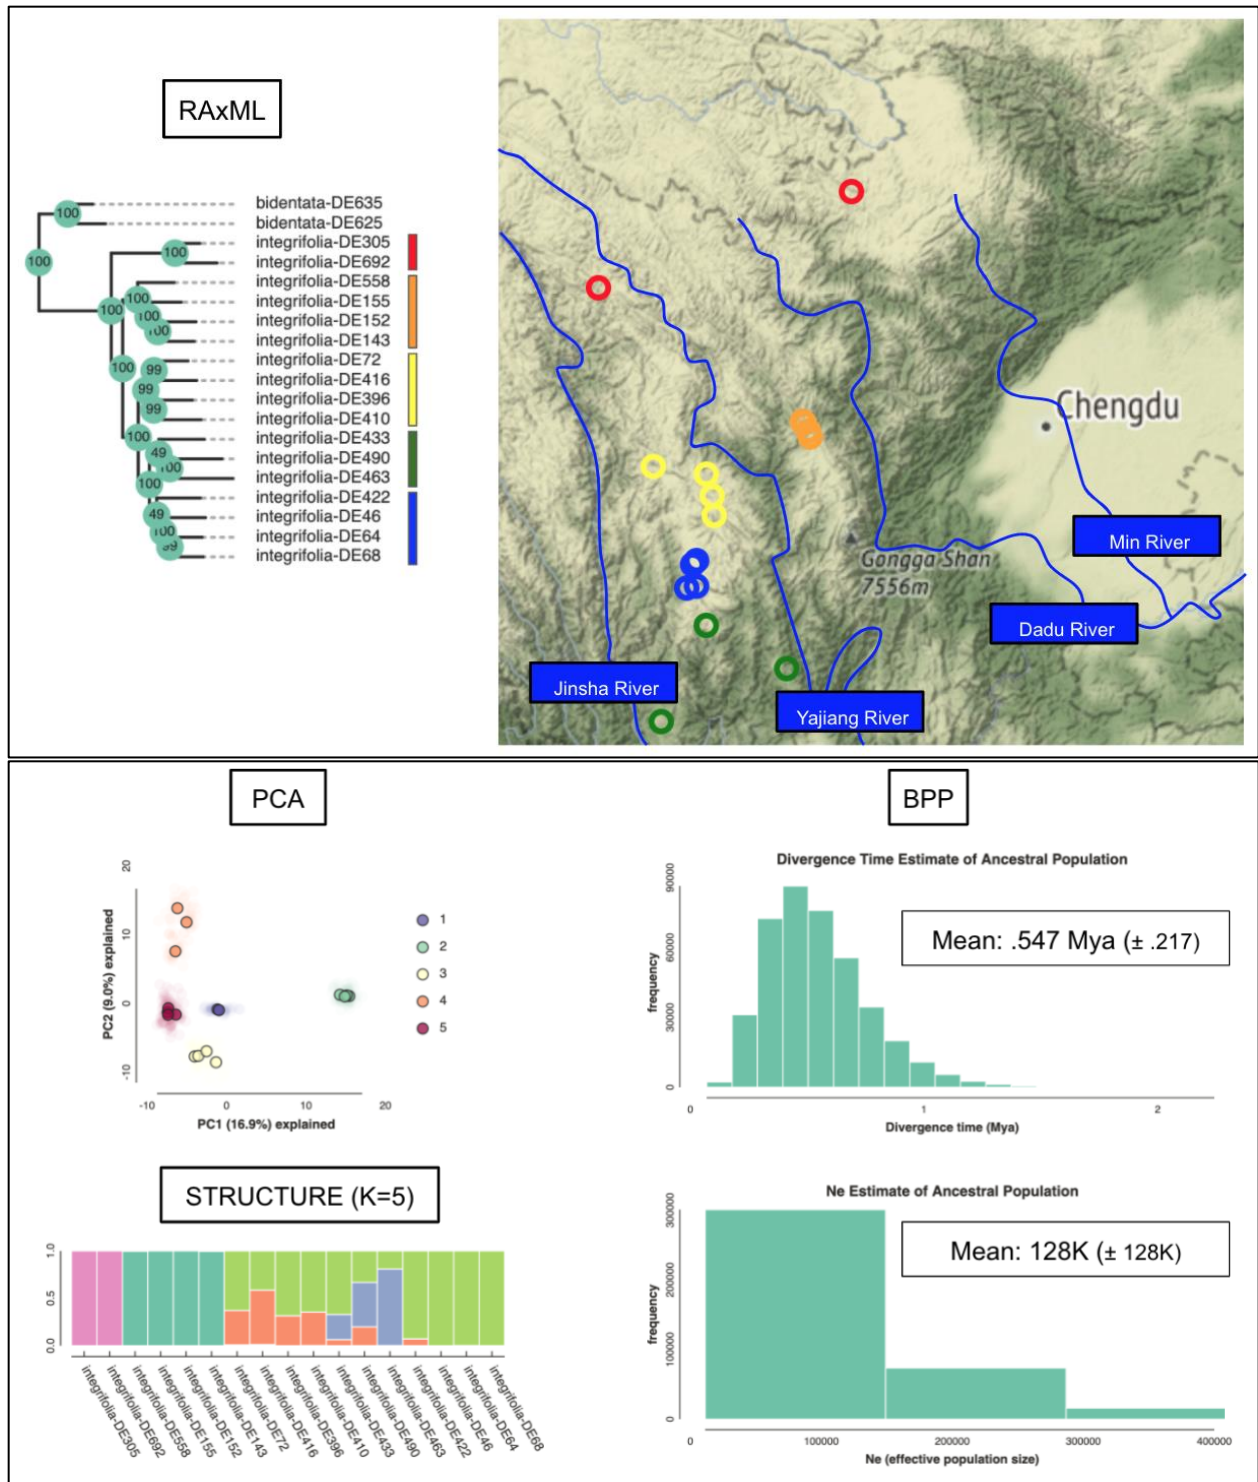 RAxML
100
100
100
100
100
100
100
100
99
99
99
100
49
100
100
49
100
99
bidentata-DE635
bidentata-DE625
integrifolia-DE305
integrifolia-DE692
integrifolia-DE558
integrifolia-DE155
integrifolia-DE152
integrifolia-DE143
integrifolia-DE72
integrifolia-DE416
integrifolia-DE396
integrifolia-DE410
integrifolia-DE433
integrifolia-DE490
integrifolia-DE463
integrifolia-DE422
integrifolia-DE46
integrifolia-DE64
integrifolia-DE68
Chengdu
Gongga Shan
7556m
Min River
Dadu River
Jinsha River
Yajiang River
PCA
20
10
0
-10
PC2 (9.0%) explained
-10 0 10 20
PC1 (16.9%) explained
1
2
3
4
5
STRUCTURE (K=5)
1.0
0.5
0.0
integrifolia-DE305
integrifolia-DE692
integrifolia-DE558
integrifolia-DE155
integrifolia-DE152
integrifolia-DE143
integrifolia-DE72
integrifolia-DE416
integrifolia-DE396
integrifolia-DE410
integrifolia-DE433
integrifolia-DE490
integrifolia-DE463
integrifolia-DE422
integrifolia-DE46
integrifolia-DE64
integrifolia-DE68
BPP
Divergence Time Estimate of Ancestral Population
Mean: .547 Mya (± .217)
90000
60000
30000
0
frequency
0 1 2
Divergence time (Mya)
Ne Estimate of Ancestral Population
Mean: 128K (± 128K)
300000
200000
100000
0
frequency
0 100000 200000 300000 400000
Ne (effective population size)